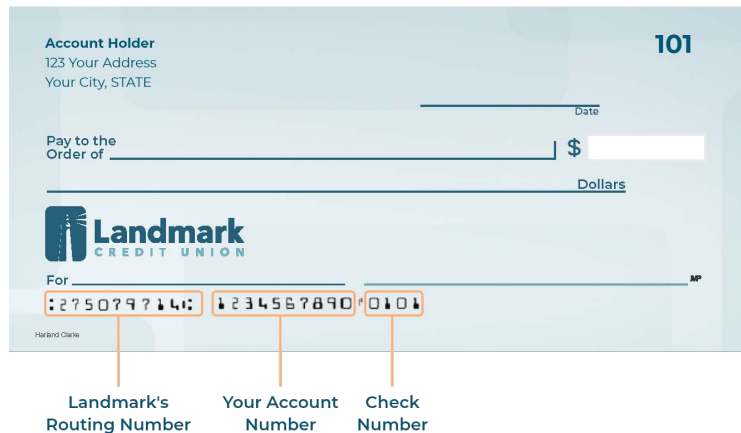 Account Holder
101
123 Your Address
Your City, STATE
Date
Pay to the
Order of
$
Dollars
Landmark
CREDIT UNION
For
MP
⑆275079714⑆ 1234567890⑈0101
Harland Clarke
Landmark's Your Account Check
Routing Number Number Number